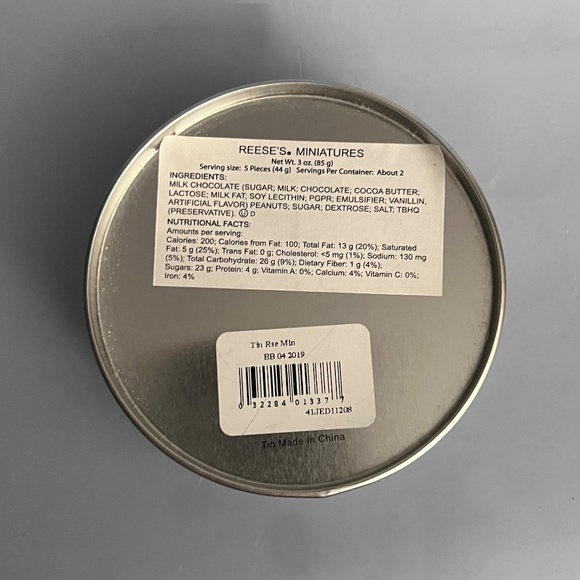 REESE'S® MINIATURES
Net Wt. 3 oz. (85 g)
Serving size: 5 Pieces (44 g) Servings Per Container: About 2
INGREDIENTS:
MILK CHOCOLATE (SUGAR; MILK; CHOCOLATE; COCOA BUTTER;
LACTOSE; MILK FAT; SOY LECITHIN; PGPR; EMULSIFIER; VANILLIN,
ARTIFICIAL FLAVOR) PEANUTS; SUGAR; DEXTROSE; SALT; TBHQ
(PRESERVATIVE). Ⓤ D
NUTRITIONAL FACTS:
Amounts per serving:
Calories: 200; Calories from Fat: 100; Total Fat: 13 g (20%); Saturated
Fat: 5 g (25%); Trans Fat: 0 g; Cholesterol: <5 mg (1%); Sodium: 130 mg
(5%); Total Carbohydrate: 26 g (9%); Dietary Fiber: 1 g (4%);
Sugars: 23 g; Protein: 4 g; Vitamin A: 0%; Calcium: 4%; Vitamin C: 0%;
Iron: 4%
Tin Rse Min
BB 04 2019
0 32284 01337 7
41JED11208
Tin Made in China